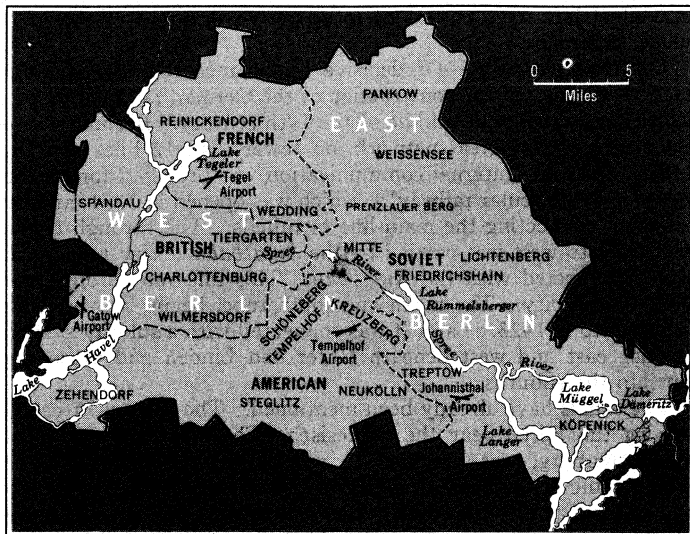 0 5
Miles
PANKOW
REINICKENDORF
FRENCH
EAST
WEISSENSEE
Lake
Tegeler
Tegel
Airport
SPANDAU
WEST
WEDDING
PRENZLAUER BERG
BRITISH
TIERGARTEN
Spree
River
MITTE
SOVIET
LICHTENBERG
CHARLOTTENBURG
FRIEDRICHSHAIN
Lake
Rummelsberger
BERLIN
Gatow
Airport
WILMERSDORF
SCHÖNEBERG
TEMPELHOF
KREUZBERG
BERLIN
Tempelhof
Airport
Spree
River
Lake
Havel
ZEHENDORF
AMERICAN
STEGLITZ
NEUKÖLLN
TREPTOW
Johannisthal
Airport
Lake
Müggel
Lake
Dämeritz
KÖPENICK
Lake
Langer